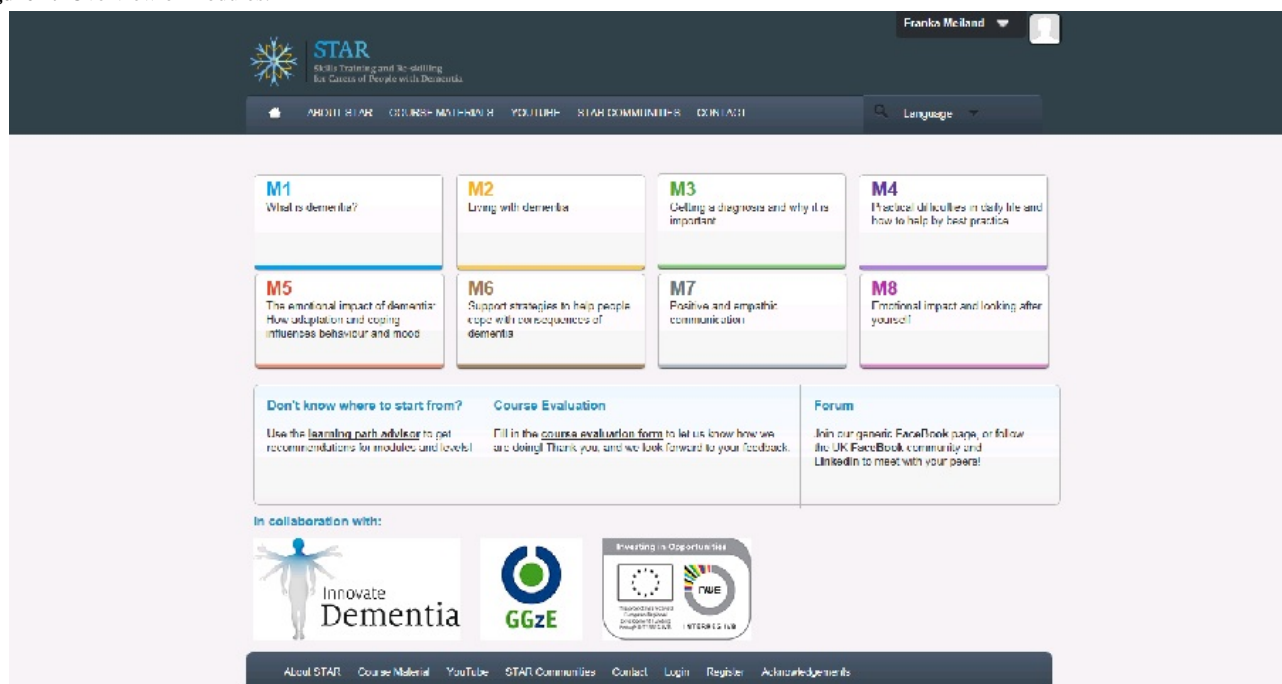 Franka Meiland
STAR
Skills Training and Re-skilling
for Carers of People with Dementia
ABOUT STAR COURSE MATERIALS YOUTUBE STAR COMMUNITIES CONTACT
Language
M1
What is dementia?
M2
Living with dementia
M3
Getting a diagnosis and why it is
important
M4
Practical difficulties in daily life and
how to help by best practice
M5
The emotional impact of dementia:
How adaptation and coping
influences behaviour and mood
M6
Support strategies to help people
cope with consequences of
dementia
M7
Positive and empathic
communication
M8
Emotional impact and looking after
yourself
Don't know where to start from?
Use the learning path advisor to get
recommendations for modules and levels!
Course Evaluation
Fill in the course evaluation form to let us know how we
are doing! Thank you, and we look forward to your feedback.
Forum
Join our generic FaceBook page, or follow
the UK FaceBook community and
LinkedIn to meet with your peers!
In collaboration with:
Innovate
Dementia
GGzE
Investing in Opportunities
NWE
INTERREG IVB
About STAR Course Material YouTube STAR Communities Contact Login Register Acknowledgements